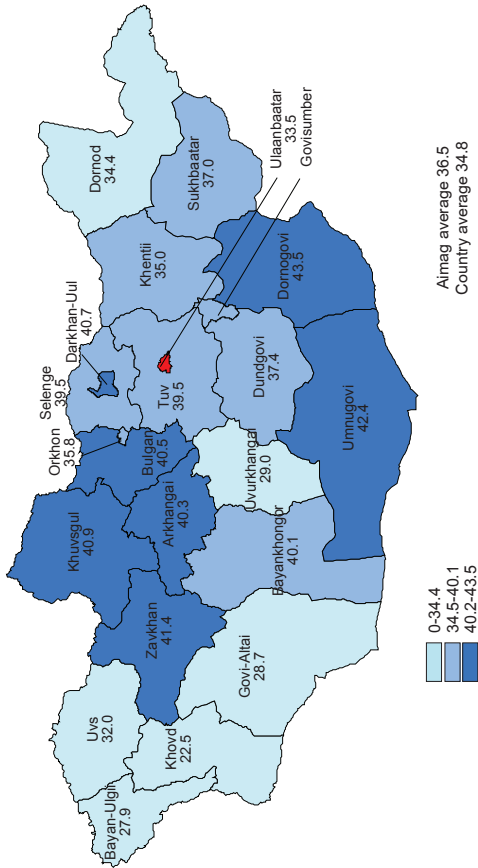 Bayan-Ulgii
27.9
Uvs
32.0
Khovd
22.5
Govi-Altai
28.7
Zavkhan
41.4
Khuvsgul
40.9
Arkhangai
40.3
Bayankhongor
40.1
Orkhon
35.8
Bulgan
40.5
Uvurkhangai
29.0
Selenge
39.5
Darkhan-Uul
40.7
Tuv
39.5
Dundgovi
37.4
Umnugovi
42.4
Khentii
35.0
Dornod
34.4
Sukhbaatar
37.0
Dornogovi
43.5
Ulaanbaatar
33.5
Govisumber
0-34.4
34.5-40.1
40.2-43.5
Aimag average 36.5
Country average 34.8